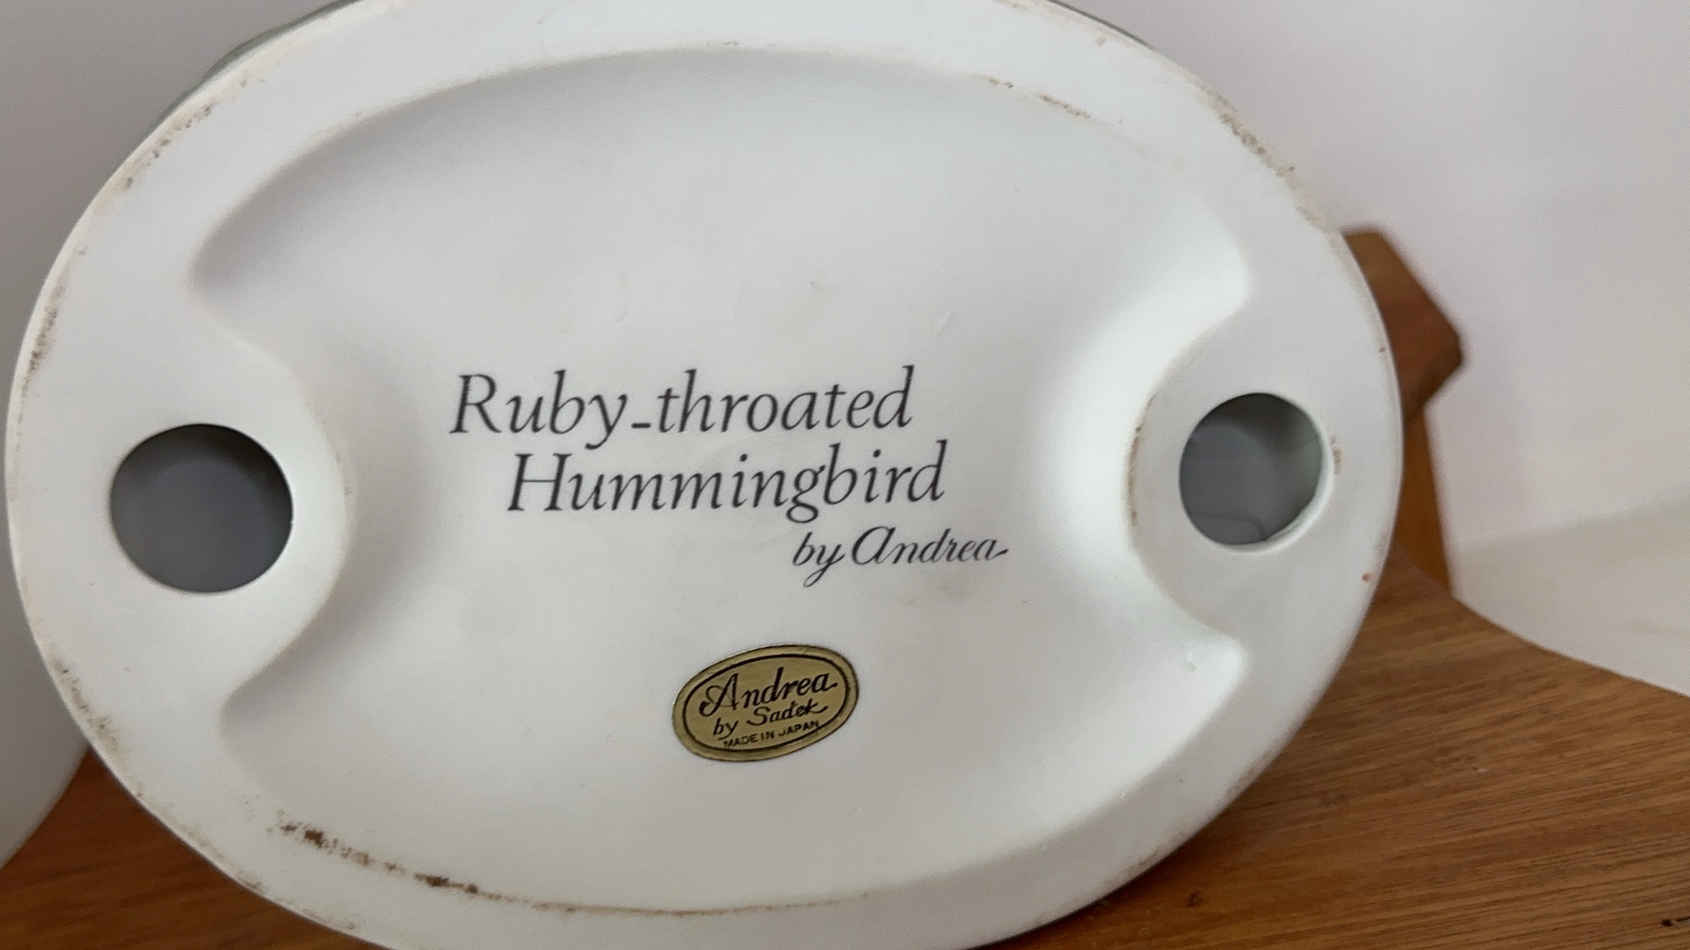 Ruby-throated
Hummingbird
by Andrea
Andrea
by Sadek
MADE IN JAPAN